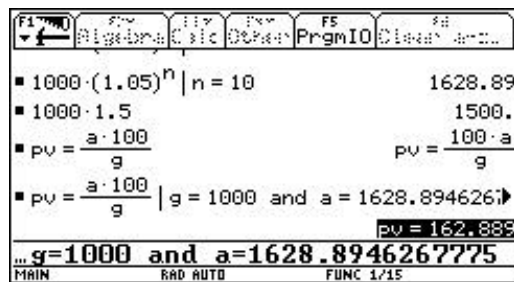 F1 Algebra Calc Other F5 PrgmIO Clean
■ 1000·(1.05)^n | n = 10 1628.89
■ 1000·1.5 1500.
■ pv = a·100/g pv = 100·a/g
■ pv = a·100/g | g = 1000 and a = 1628.8946267▶
pv = 162.889
…g=1000 and a=1628.8946267775
MAIN RAD AUTO FUNC 1/15